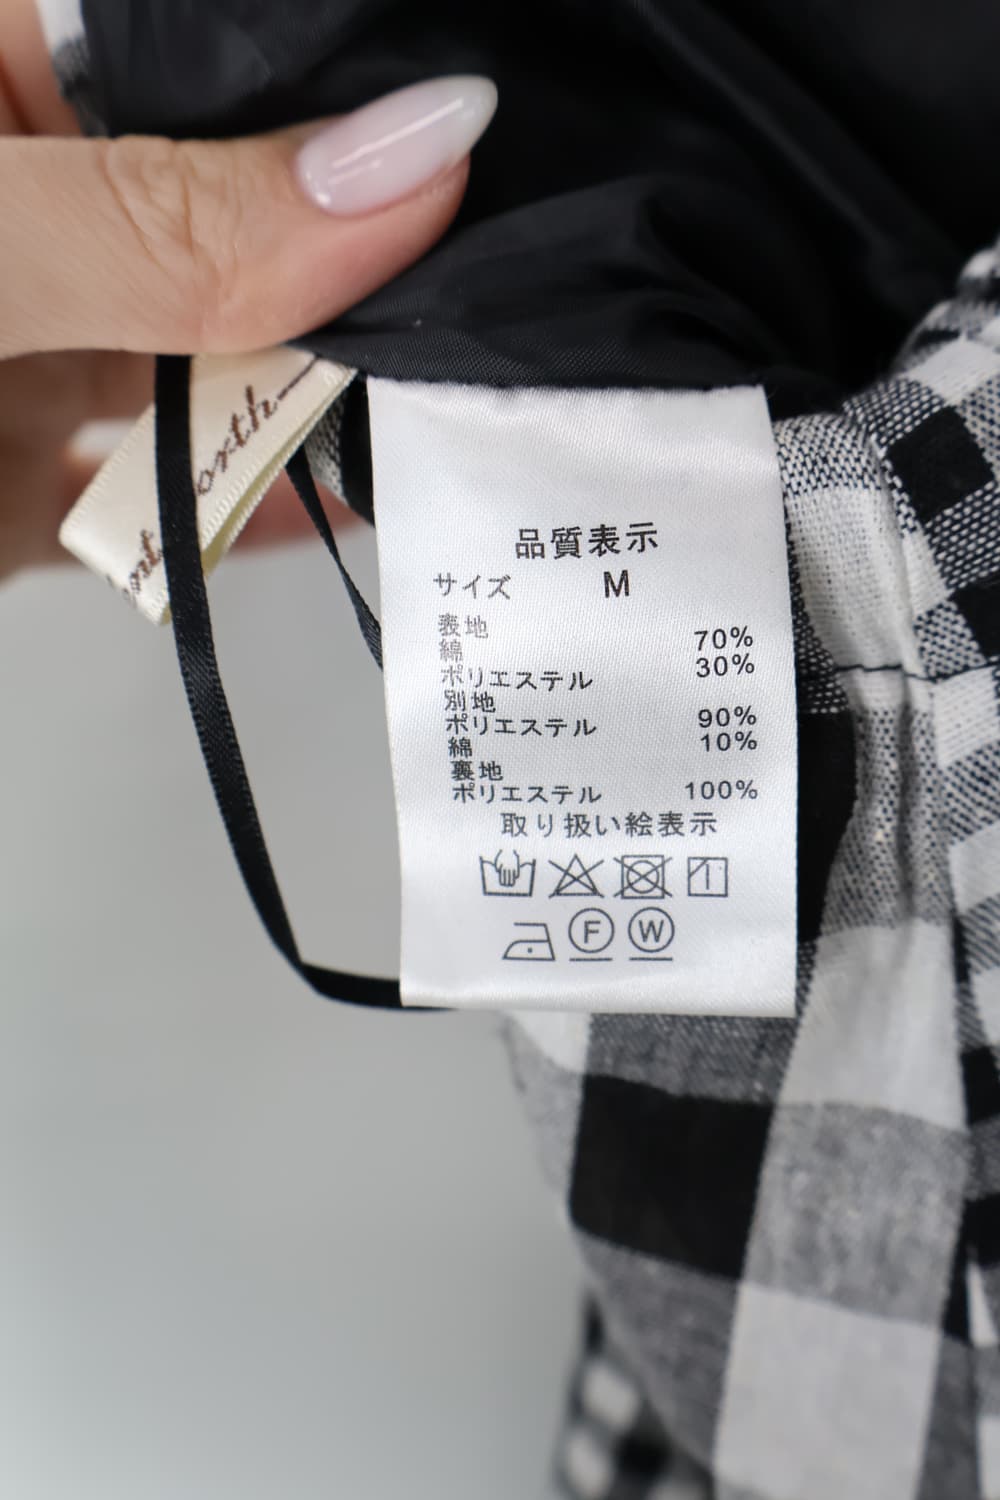 orth
品質表示
サイズ M
表地
綿 70%
ポリエステル 30%
別地
ポリエステル 90%
綿 10%
裏地
ポリエステル 100%
取り扱い絵表示
F W